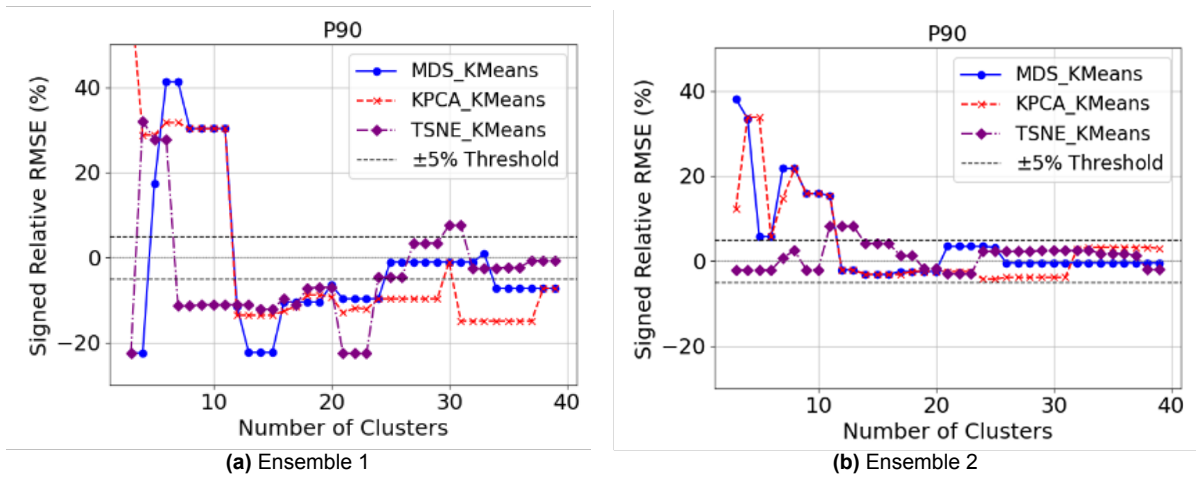 P90
Signed Relative RMSE (%)
40
20
0
−20
MDS_KMeans
KPCA_KMeans
TSNE_KMeans
±5% Threshold
10
20
30
40
Number of Clusters
(a) Ensemble 1
P90
Signed Relative RMSE (%)
40
20
0
−20
MDS_KMeans
KPCA_KMeans
TSNE_KMeans
±5% Threshold
10
20
30
40
Number of Clusters
(b) Ensemble 2